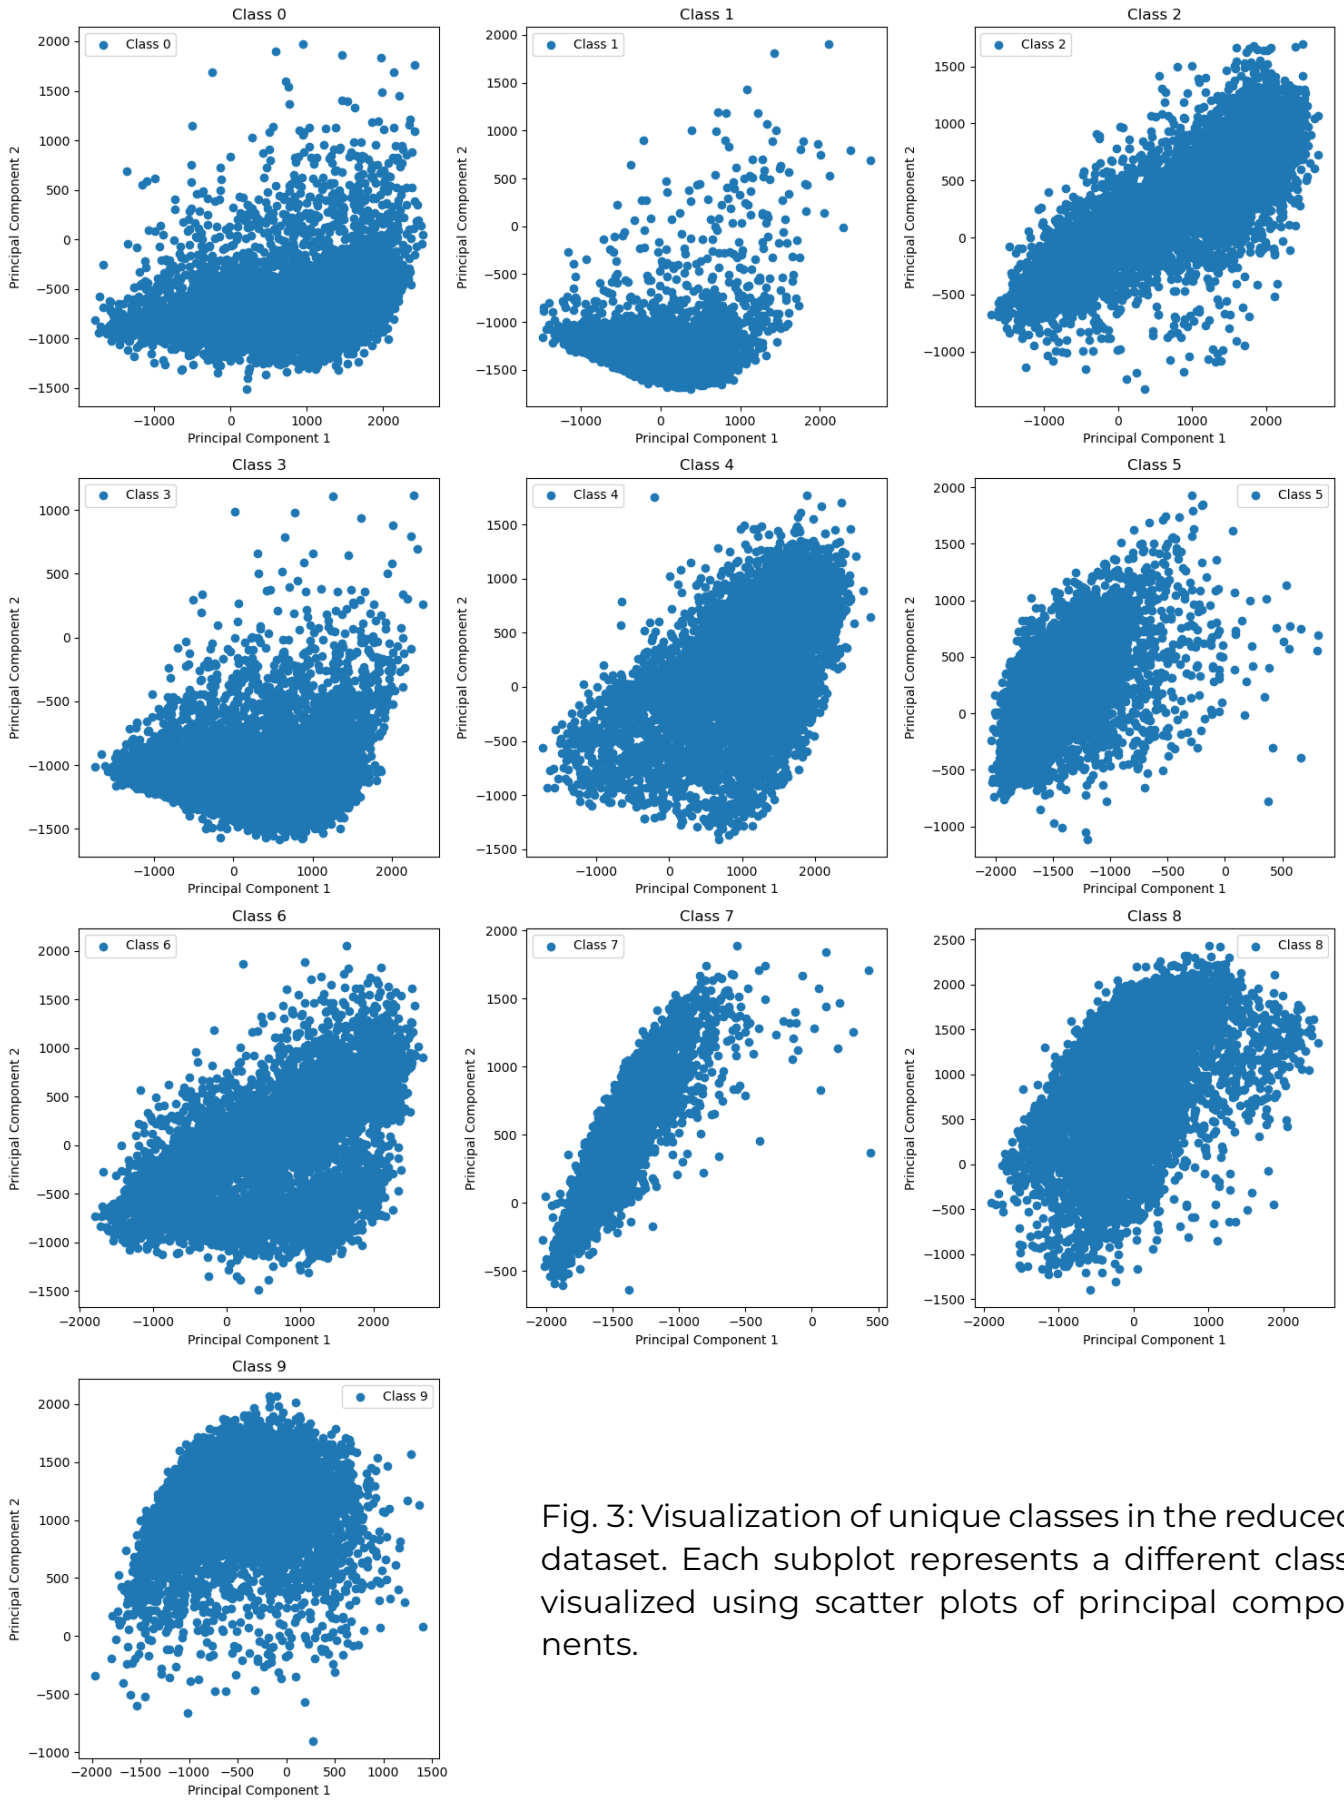 Class 0
Class 0
2000
1500
1000
500
0
−500
−1000
−1500
Principal Component 2
−1000 0 1000 2000
Principal Component 1
Class 1
Class 1
2000
1500
1000
500
0
−500
−1000
−1500
Principal Component 2
−1000 0 1000 2000
Principal Component 1
Class 2
Class 2
1500
1000
500
0
−500
−1000
Principal Component 2
−1000 0 1000 2000
Principal Component 1
Class 3
Class 3
1000
500
0
−500
−1000
−1500
Principal Component 2
−1000 0 1000 2000
Principal Component 1
Class 4
Class 4
1500
1000
500
0
−500
−1000
−1500
Principal Component 2
−1000 0 1000 2000
Principal Component 1
Class 5
Class 5
2000
1500
1000
500
0
−500
−1000
Principal Component 2
−2000 −1500 −1000 −500 0 500
Principal Component 1
Class 6
Class 6
2000
1500
1000
500
0
−500
−1000
−1500
Principal Component 2
−2000 −1000 0 1000 2000
Principal Component 1
Class 7
Class 7
2000
1500
1000
500
0
−500
Principal Component 2
−2000 −1500 −1000 −500 0 500
Principal Component 1
Class 8
Class 8
2500
2000
1500
1000
500
0
−500
−1000
−1500
Principal Component 2
−2000 −1000 0 1000 2000
Principal Component 1
Class 9
Class 9
2000
1500
1000
500
0
−500
−1000
Principal Component 2
−2000 −1500 −1000 −500 0 500 1000 1500
Principal Component 1
Fig. 3: Visualization of unique classes in the reduced
dataset. Each subplot represents a different class
visualized using scatter plots of principal compo
nents.